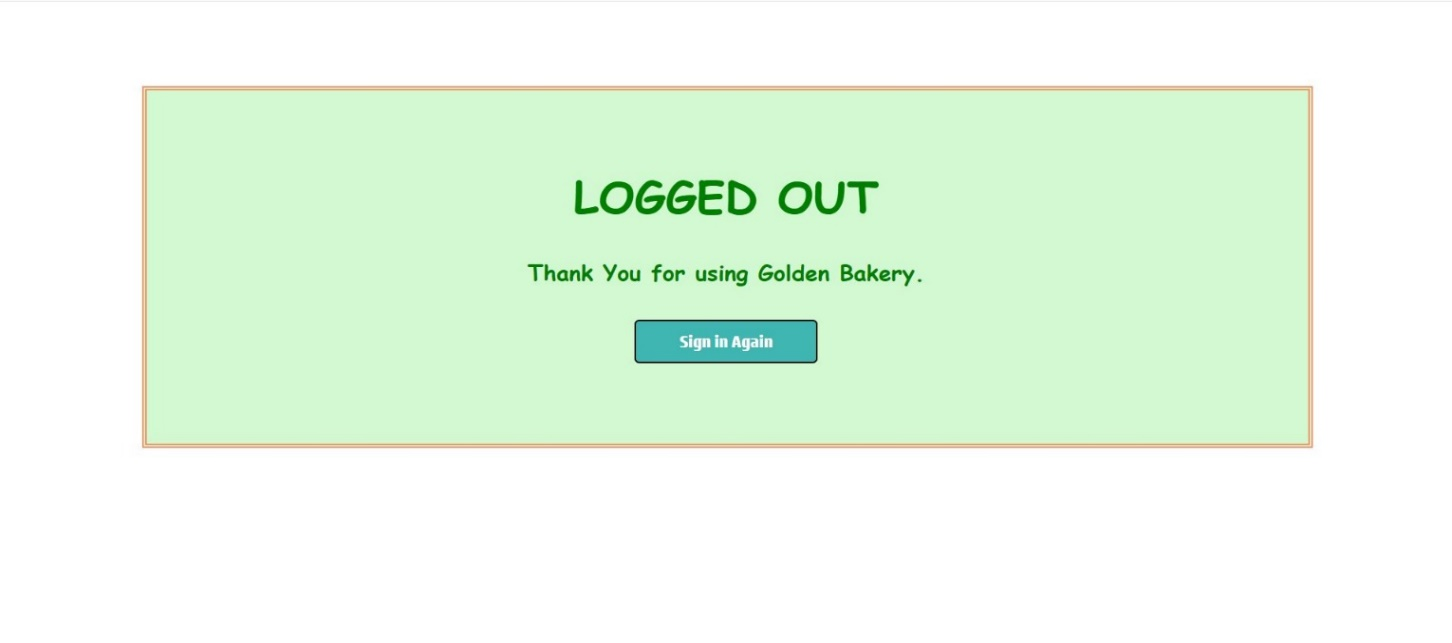 LOGGED OUT
Thank You for using Golden Bakery.
Sign in Again